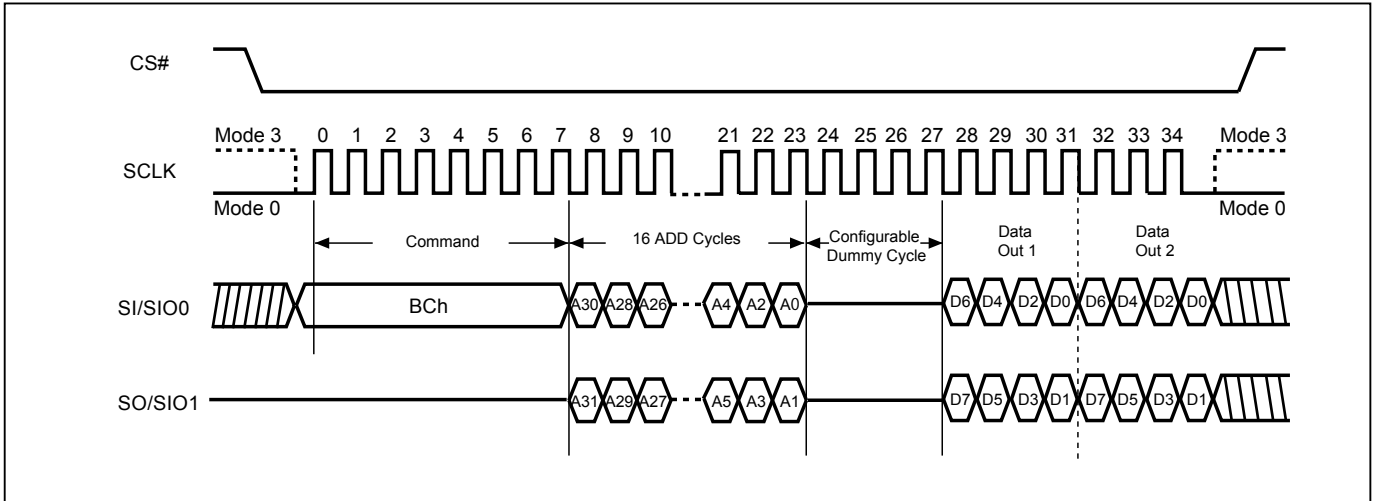 CS#
Mode 3 0 1 2 3 4 5 6 7 8 9 10 21 22 23 24 25 26 27 28 29 30 31 32 33 34 Mode 3
SCLK
Mode 0 Mode 0
Command 16 ADD Cycles Configurable Dummy Cycle Data Out 1 Data Out 2
SI/SIO0 BCh A30 A28 A26 A4 A2 A0 D6 D4 D2 D0 D6 D4 D2 D0
SO/SIO1 A31 A29 A27 A5 A3 A1 D7 D5 D3 D1 D7 D5 D3 D1